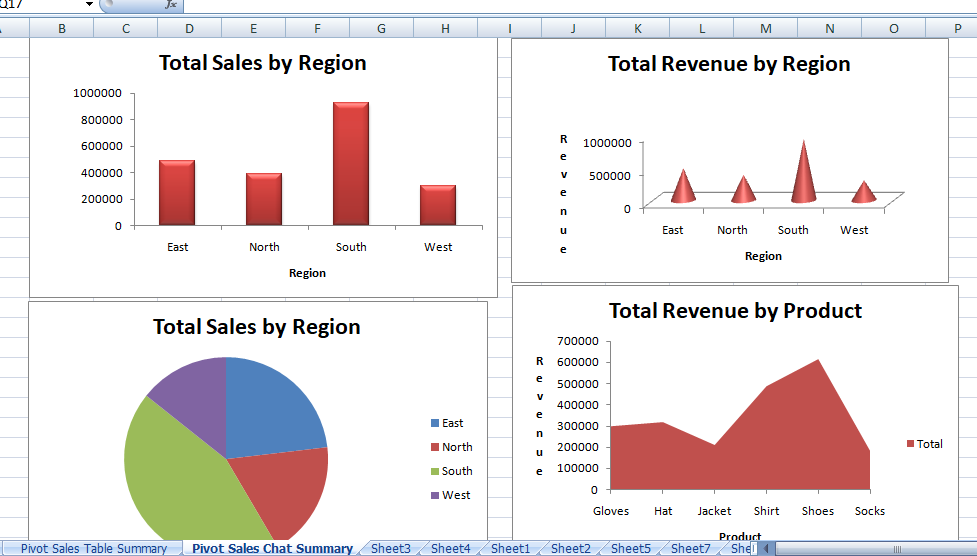 Q17
fx
B C D E F G H I J K L M N O P
Total Sales by Region
1000000
800000
600000
400000
200000
0
East North South West
Region
Total Revenue by Region
Revenue
1000000
500000
0
East North South West
Region
Total Sales by Region
East
North
South
West
Total Revenue by Product
Revenue
700000
600000
500000
400000
300000
200000
100000
0
Gloves Hat Jacket Shirt Shoes Socks
Product
Total
Pivot Sales Table Summary Pivot Sales Chat Summary Sheet3 Sheet4 Sheet1 Sheet2 Sheet5 Sheet7 She